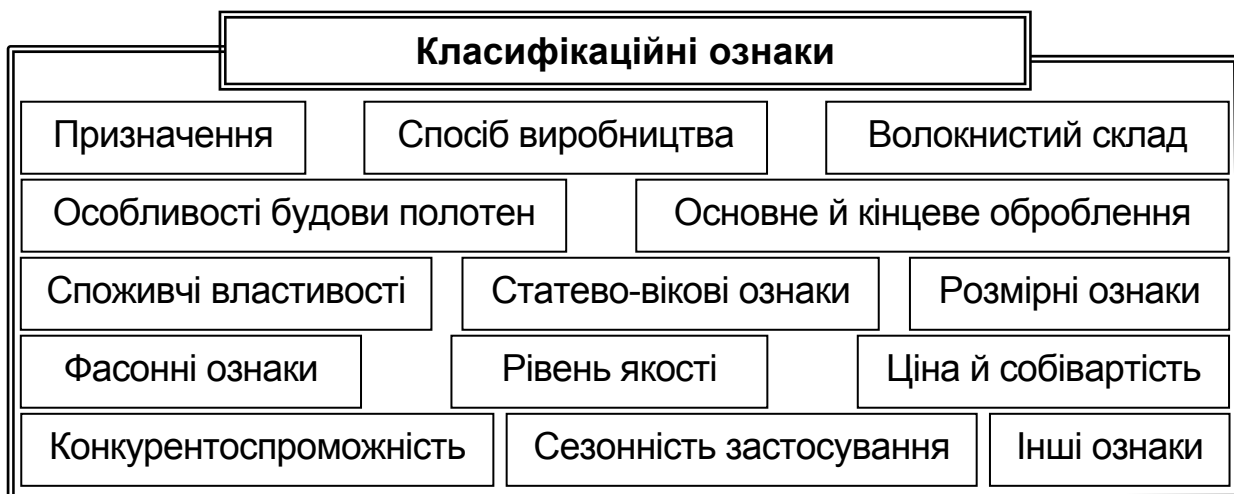 Класифікаційні ознаки
Призначення Спосіб виробництва Волокнистий склад
Особливості будови полотен Основне й кінцеве оброблення
Споживчі властивості Статево-вікові ознаки Розмірні ознаки
Фасонні ознаки Рівень якості Ціна й собівартість
Конкурентоспроможність Сезонність застосування Інші ознаки